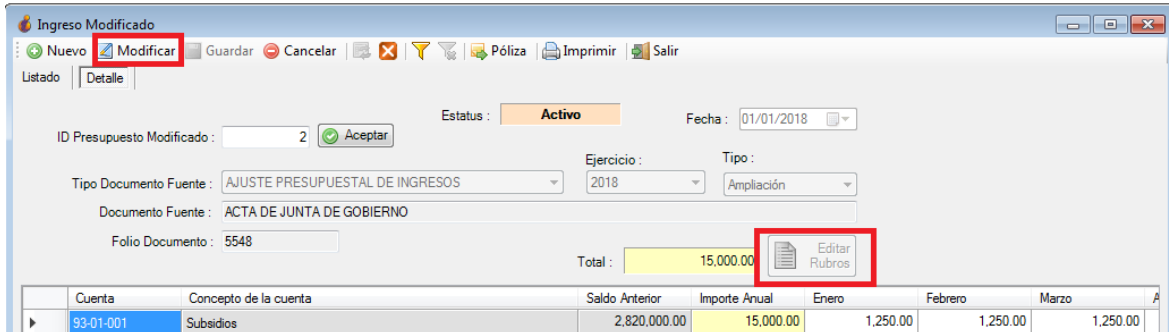 Ingreso Modificado
Nuevo Modificar Guardar Cancelar Póliza Imprimir Salir
Listado Detalle
Estatus : Activo Fecha : 01/01/2018
ID Presupuesto Modificado : 2 Aceptar
Ejercicio : Tipo :
Tipo Documento Fuente : AJUSTE PRESUPUESTAL DE INGRESOS 2018 Ampliación
Documento Fuente : ACTA DE JUNTA DE GOBIERNO
Folio Documento : 5548
Total : 15,000.00 Editar Rubros
Cuenta Concepto de la cuenta Saldo Anterior Importe Anual Enero Febrero Marzo A
93-01-001 Subsidios 2,820,000.00 15,000.00 1,250.00 1,250.00 1,250.00